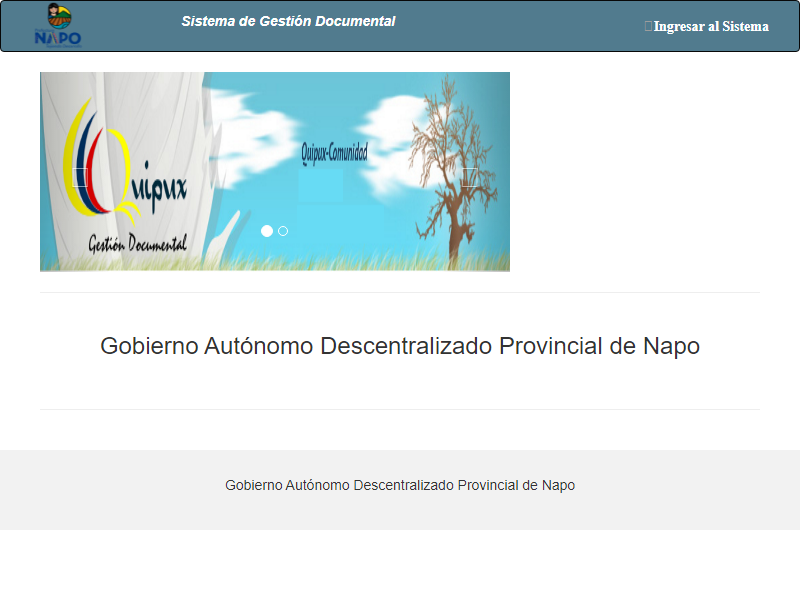 NAPO
Sistema de Gestión Documental
Ingresar al Sistema
Quipux
Gestión Documental
Quipux-Comunidad
Gobierno Autónomo Descentralizado Provincial de Napo
Gobierno Autónomo Descentralizado Provincial de Napo